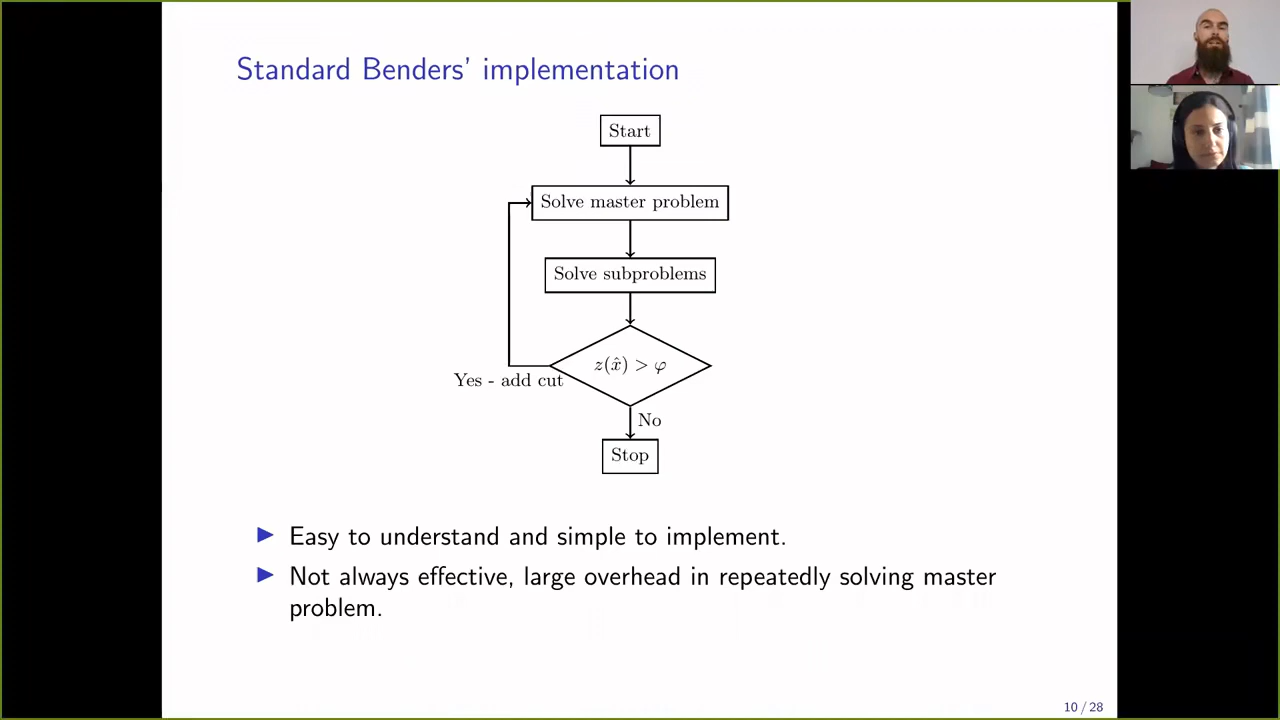 Standard Benders' implementation
Start
Solve master problem
Solve subproblems
z(x̂) > φ
Yes - add cut
No
Stop
Easy to understand and simple to implement.
Not always effective, large overhead in repeatedly solving master
problem.
10 / 28